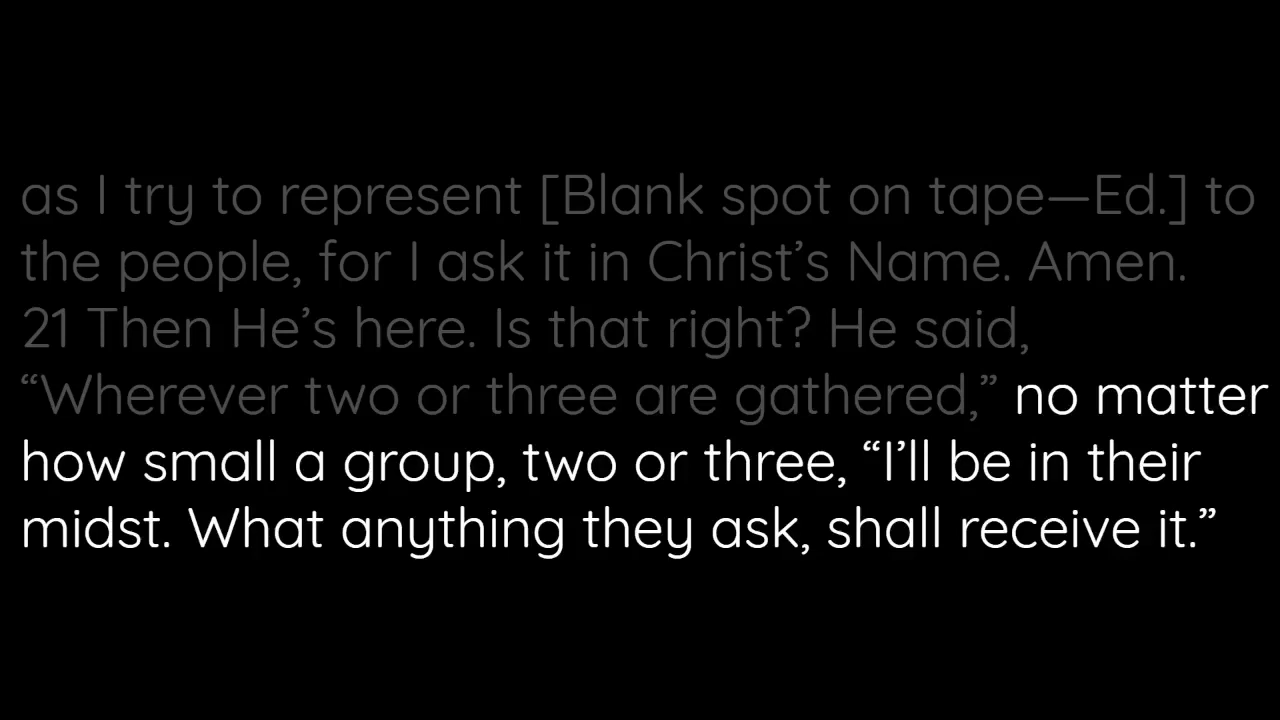 as I try to represent [Blank spot on tape—Ed.] to
the people, for I ask it in Christ’s Name. Amen.
21 Then He’s here. Is that right? He said,
“Wherever two or three are gathered,” no matter
how small a group, two or three, “I’ll be in their
midst. What anything they ask, shall receive it.”